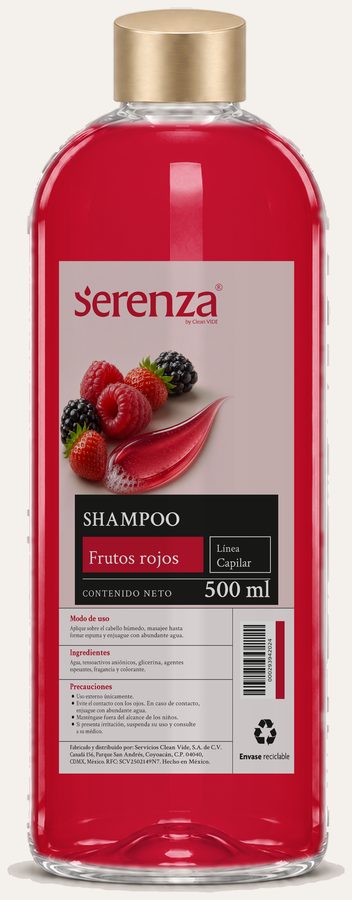 Serenza®
by Clean VIDE
SHAMPOO
Frutos rojos
Línea
Capilar
CONTENIDO NETO
500 ml
Modo de uso
Aplique sobre el cabello húmedo, masajee hasta
formar espuma y enjuague con abundante agua.
Ingredientes
Agua, tensoactivos aniónicos, glicerina, agentes
espesantes, fragancia y colorante.
Precauciones
• Uso externo únicamente.
• Evite el contacto con los ojos. En caso de contacto,
enjuague con abundante agua.
• Manténgase fuera del alcance de los niños.
• Si presenta irritación, suspenda su uso y consulte
a su médico.
Fabricado y distribuido por: Servicios Clean Vide, S.A. de C.V.
Canadá 156, Parque San Andrés, Coyoacán, C.P. 04040,
CDMX, México. RFC: SCV2502149N7. Hecho en México.
000293942024
Envase reciclable